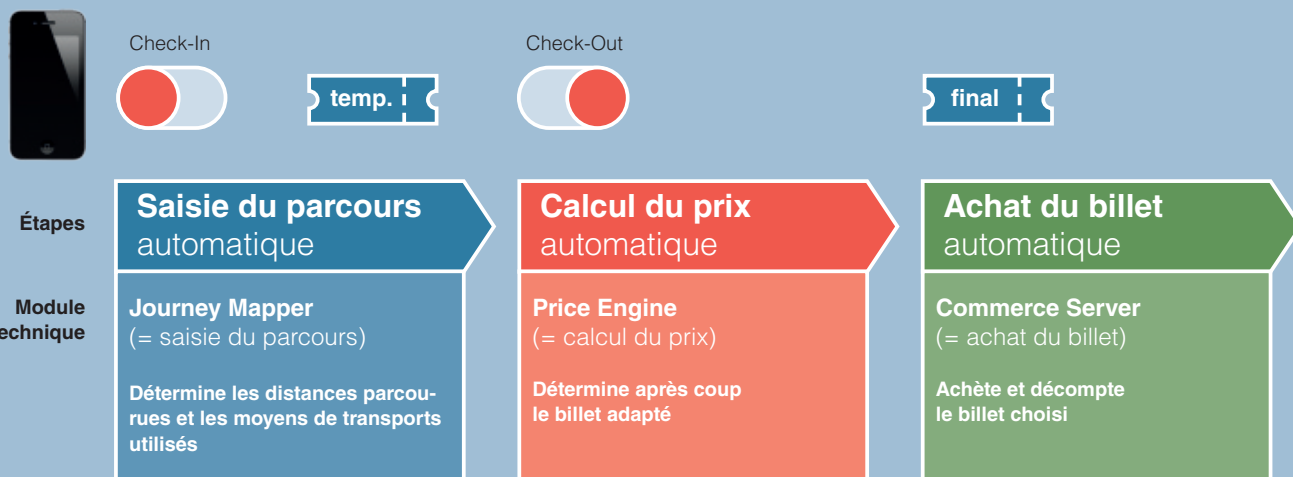 Check-In
temp.
Check-Out
final
Étapes
Saisie du parcours
automatique
Calcul du prix
automatique
Achat du billet
automatique
Module
echnique
Journey Mapper
(= saisie du parcours)
Détermine les distances parcou-
rues et les moyens de transports
utilisés
Price Engine
(= calcul du prix)
Détermine après coup
le billet adapté
Commerce Server
(= achat du billet)
Achète et décompte
le billet choisi